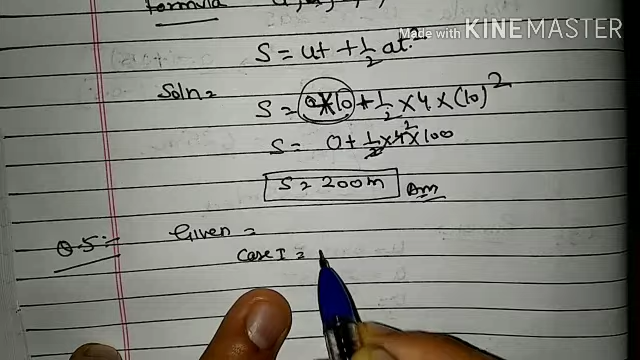 Formula
Made with KINEMASTER
S = ut + 1/2 at²
Soln =
S = 0×10 + 1/2 × 4 × (10)²
S = 0 + 1/2 × 4² × 100
S = 200m Ans
Q.5:- Given =
Case I =